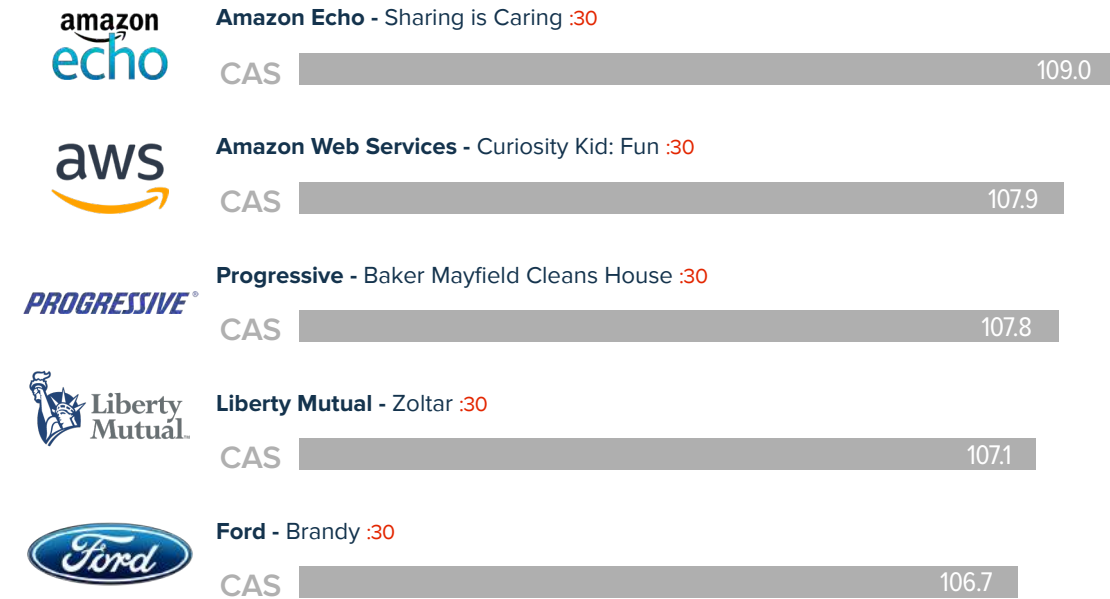 amazon
echo
Amazon Echo - Sharing is Caring :30
CAS
109.0
aws
Amazon Web Services - Curiosity Kid: Fun :30
CAS
107.9
PROGRESSIVE®
Progressive - Baker Mayfield Cleans House :30
CAS
107.8
Liberty
Mutual™
Liberty Mutual - Zoltar :30
CAS
107.1
Ford
Ford - Brandy :30
CAS
106.7